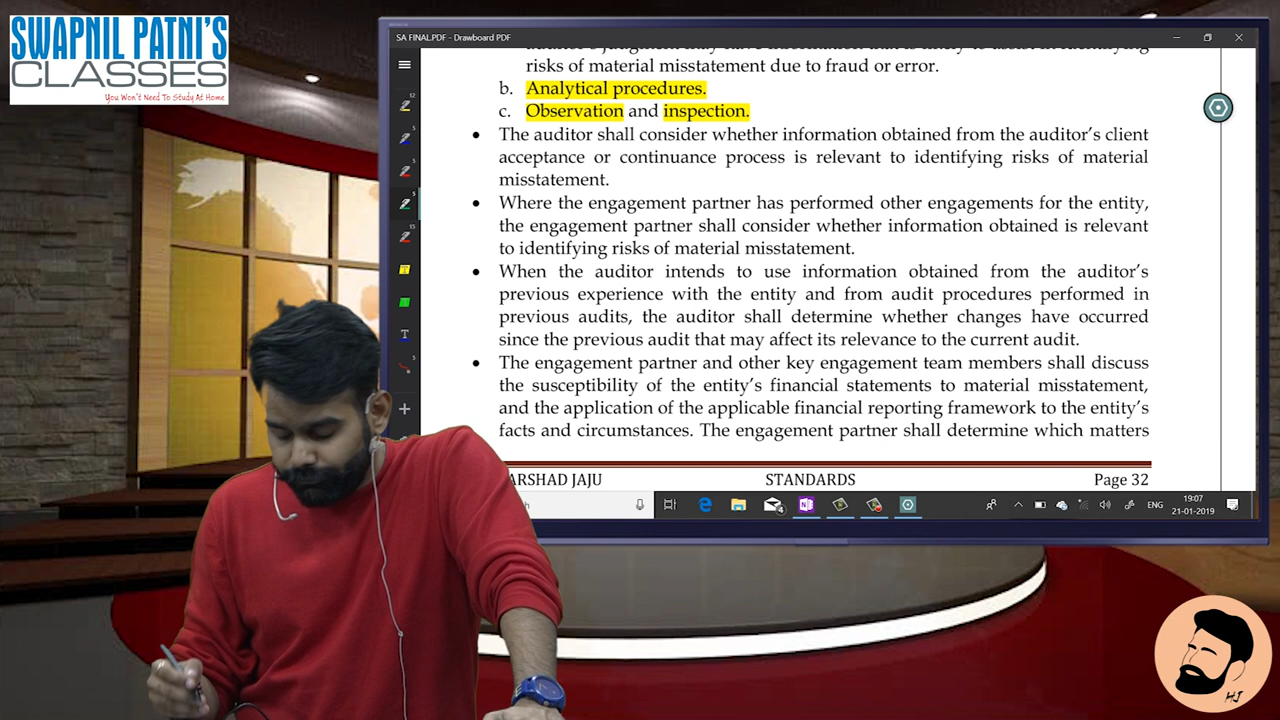 SWAPNIL PATNI'S
CLASSES
You Won't Need To Study At Home
SA FINAL.PDF - Drawboard PDF
risks of material misstatement due to fraud or error.
b. Analytical procedures.
c. Observation and inspection.
• The auditor shall consider whether information obtained from the auditor's client
acceptance or continuance process is relevant to identifying risks of material
misstatement.
• Where the engagement partner has performed other engagements for the entity,
the engagement partner shall consider whether information obtained is relevant
to identifying risks of material misstatement.
• When the auditor intends to use information obtained from the auditor's
previous experience with the entity and from audit procedures performed in
previous audits, the auditor shall determine whether changes have occurred
since the previous audit that may affect its relevance to the current audit.
• The engagement partner and other key engagement team members shall discuss
the susceptibility of the entity's financial statements to material misstatement,
and the application of the applicable financial reporting framework to the entity's
facts and circumstances. The engagement partner shall determine which matters
ARSHAD JAJU STANDARDS Page 32
ENG
19:07
21-01-2019
HJ